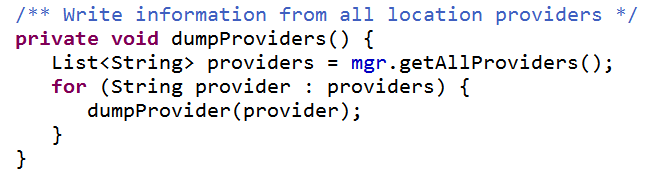 /** Write information from all location providers */
private void dumpProviders() {
   List<String> providers = mgr.getAllProviders();
   for (String provider : providers) {
      dumpProvider(provider);
   }
}